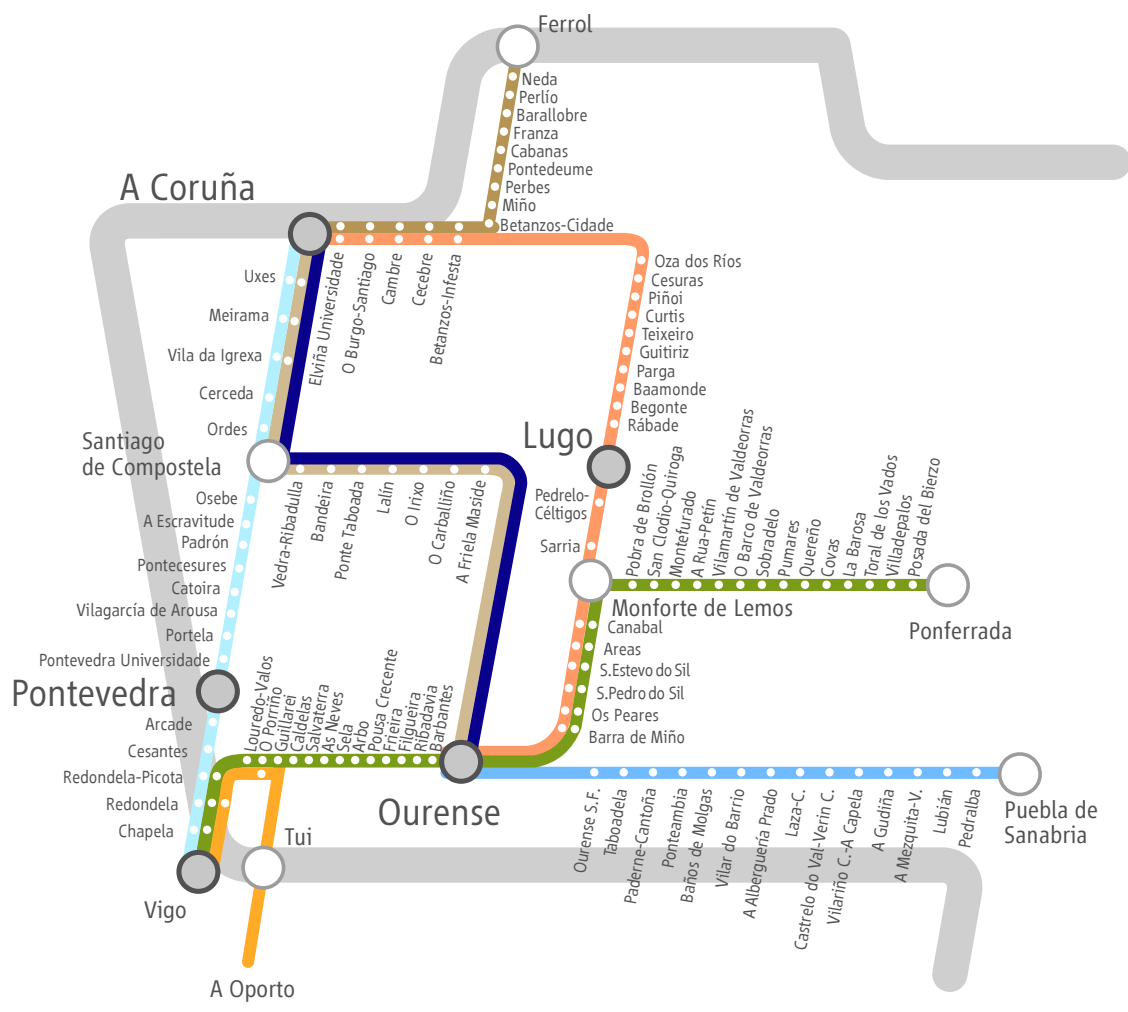 Ferrol
Neda
Perlío
Barallobre
Franza
Cabanas
Pontedeume
Perbes
Miño
Betanzos-Cidade
A Coruña
Elviña Universidade
O Burgo-Santiago
Cambre
Cecebre
Betanzos-Infesta
Oza dos Ríos
Cesuras
Piñoi
Curtis
Teixeiro
Guitiriz
Parga
Baamonde
Begonte
Rábade
Uxes
Meirama
Vila da Igrexa
Cerceda
Ordes
Santiago
de Compostela
Lugo
Pedrelo-
Céltigos
Sarria
Osebe
A Escravitude
Padrón
Pontecesures
Catoira
Vilagarcía de Arousa
Portela
Pontevedra Universidade
Pontevedra
Vedra-Ribadulla
Bandeira
Ponte Taboada
Lalín
O Irixo
O Carballiño
A Friela Maside
Pobra de Brollón
San Clodio-Quiroga
Montefurado
A Rua-Petín
Vilamartín de Valdeorras
O Barco de Valdeorras
Sobradelo
Pumares
Quereño
Covas
La Barosa
Toral de los Vados
Villadepalos
Posada del Bierzo
Monforte de Lemos
Ponferrada
Canabal
Areas
S.Estevo do Sil
S.Pedro do Sil
Os Peares
Barra de Miño
Arcade
Cesantes
Redondela-Picota
Redondela
Chapela
Vigo
Louredo-Valos
O Porriño
Guillarei
Caldelas
Salvaterra
As Neves
Sela
Arbo
Pousa Crecente
Frieira
Filgueira
Ribadavia
Barbantes
Ourense
Tui
A Oporto
Ourense S.F.
Taboadela
Paderne-Cantoña
Ponteambia
Baños de Molgas
Vilar do Barrio
A Alberguería Prado
Laza-C.
Castrelo do Val-Verin C.
Vilariño C.-A Capela
A Gudiña
A Mezquita-V.
Lubián
Pedralba
Puebla de
Sanabria